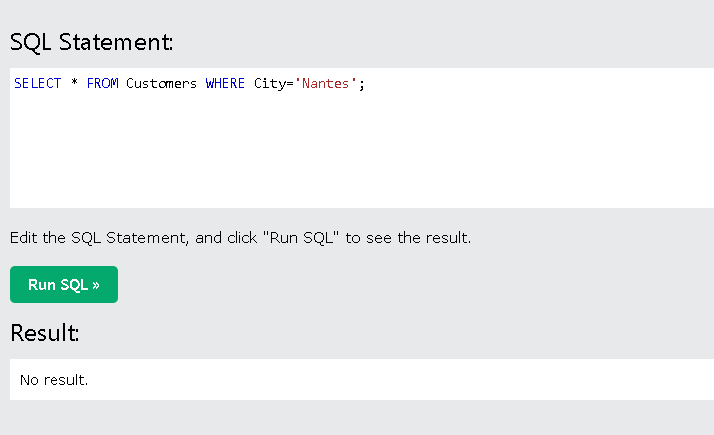 SQL Statement:
SELECT * FROM Customers WHERE City='Nantes';
Edit the SQL Statement, and click "Run SQL" to see the result.
Run SQL »
Result:
No result.